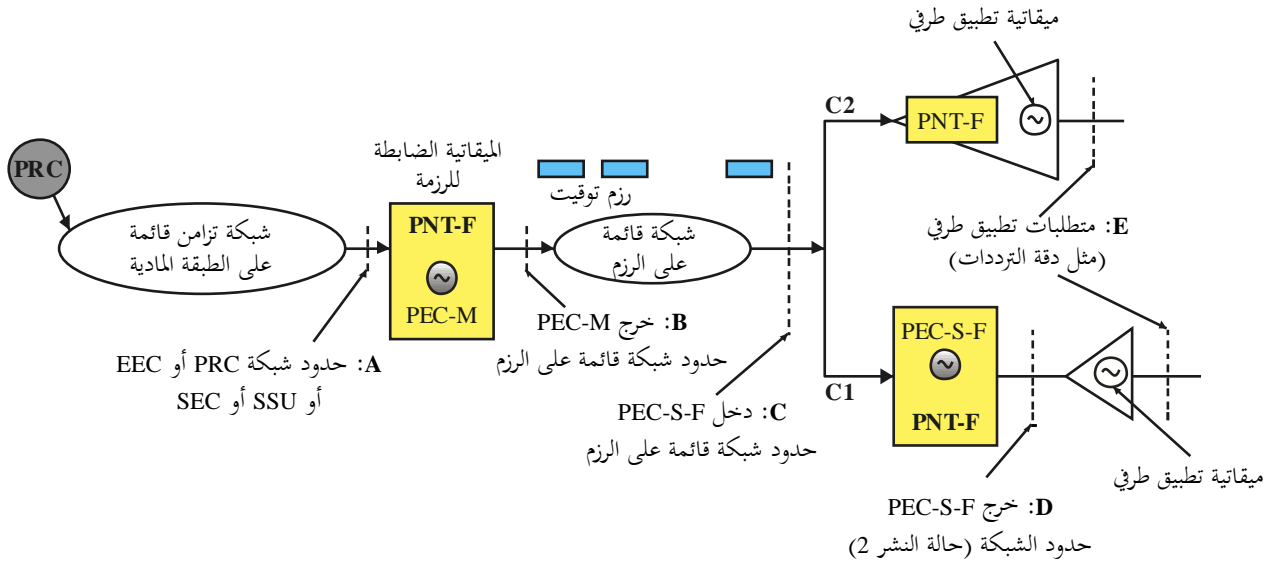 ميقاتية تطبيق طرفي
C2
PNT-F
PRC
الميقاتية الضابطة
للرزمة
رزم توقيت
شبكة تزامن قائمة
على الطبقة المادية
PNT-F
PEC-M
شبكة قائمة
على الرزم
E: متطلبات تطبيق طرفي
(مثل دقة الترددات)
B: خرج PEC-M
حدود شبكة قائمة على الرزم
A: حدود شبكة PRC أو EEC
أو SSU أو SEC
C: دخل PEC-S-F
حدود شبكة قائمة على الرزم
C1
PEC-S-F
PNT-F
ميقاتية تطبيق طرفي
D: خرج PEC-S-F
حدود الشبكة (حالة النشر 2)